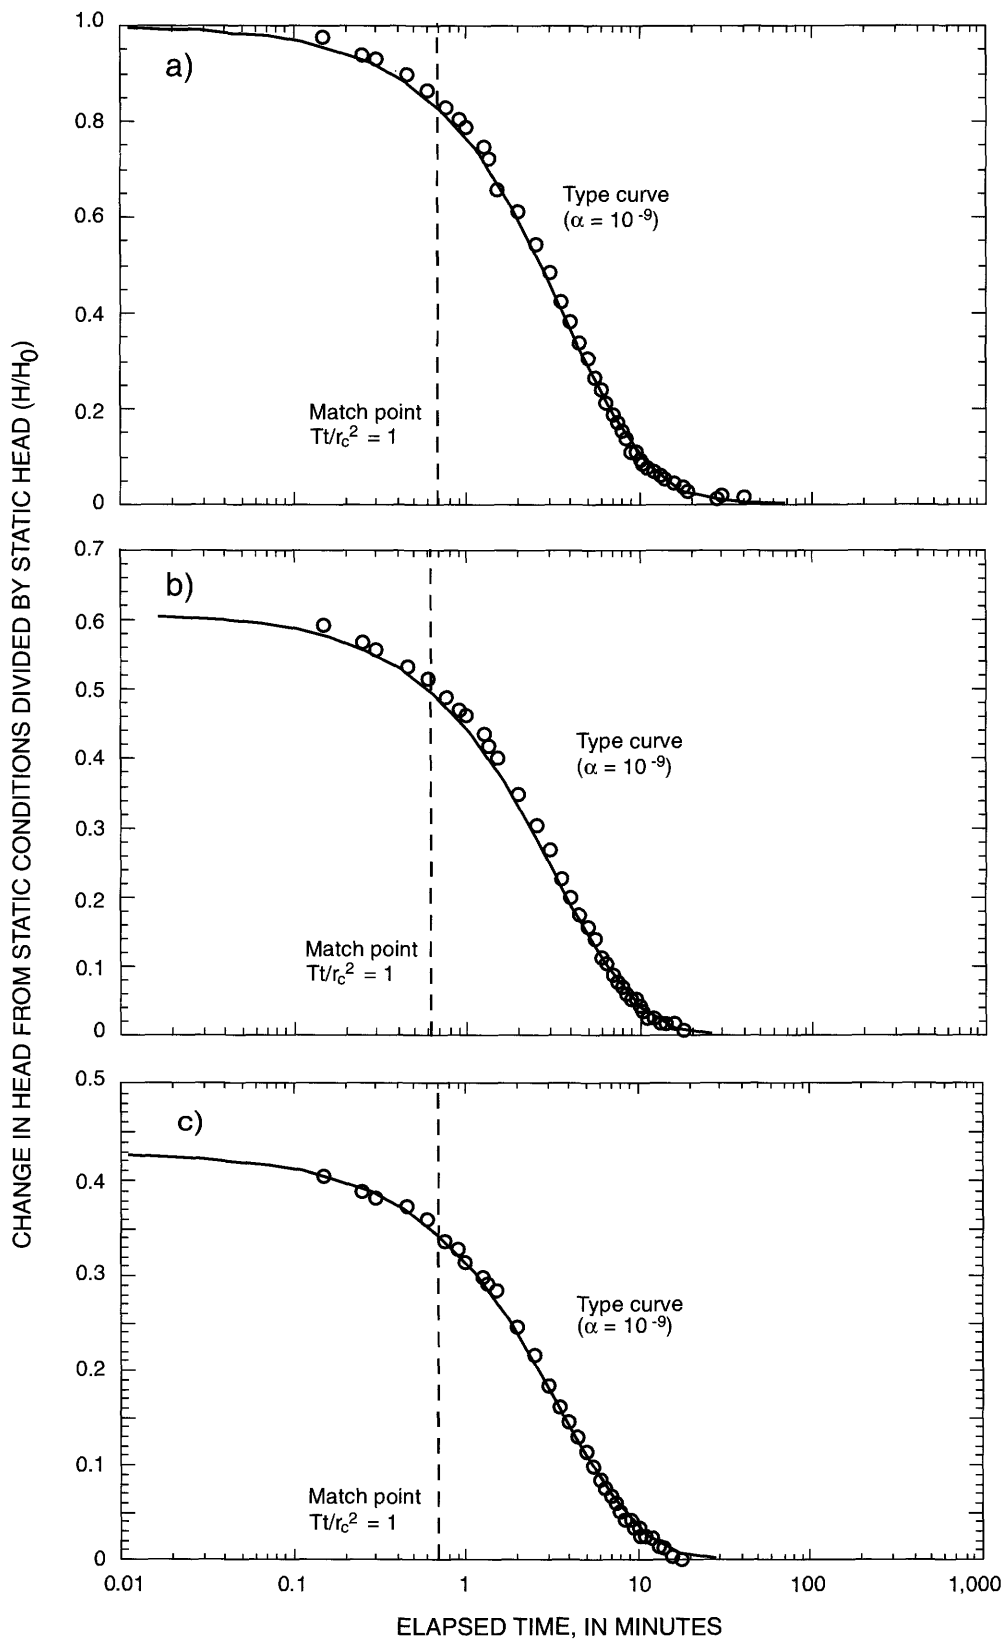 CHANGE IN HEAD FROM STATIC CONDITIONS DIVIDED BY STATIC HEAD (H/H₀)
1.0
0.8
0.6
0.4
0.2
0
a)
Type curve
(α = 10⁻⁹)
Match point
Tt/r_c² = 1
0.7
0.6
0.5
0.4
0.3
0.2
0.1
0
b)
Type curve
(α = 10⁻⁹)
Match point
Tt/r_c² = 1
0.5
0.4
0.3
0.2
0.1
0
c)
Type curve
(α = 10⁻⁹)
Match point
Tt/r_c² = 1
0.01 0.1 1 10 100 1,000
ELAPSED TIME, IN MINUTES